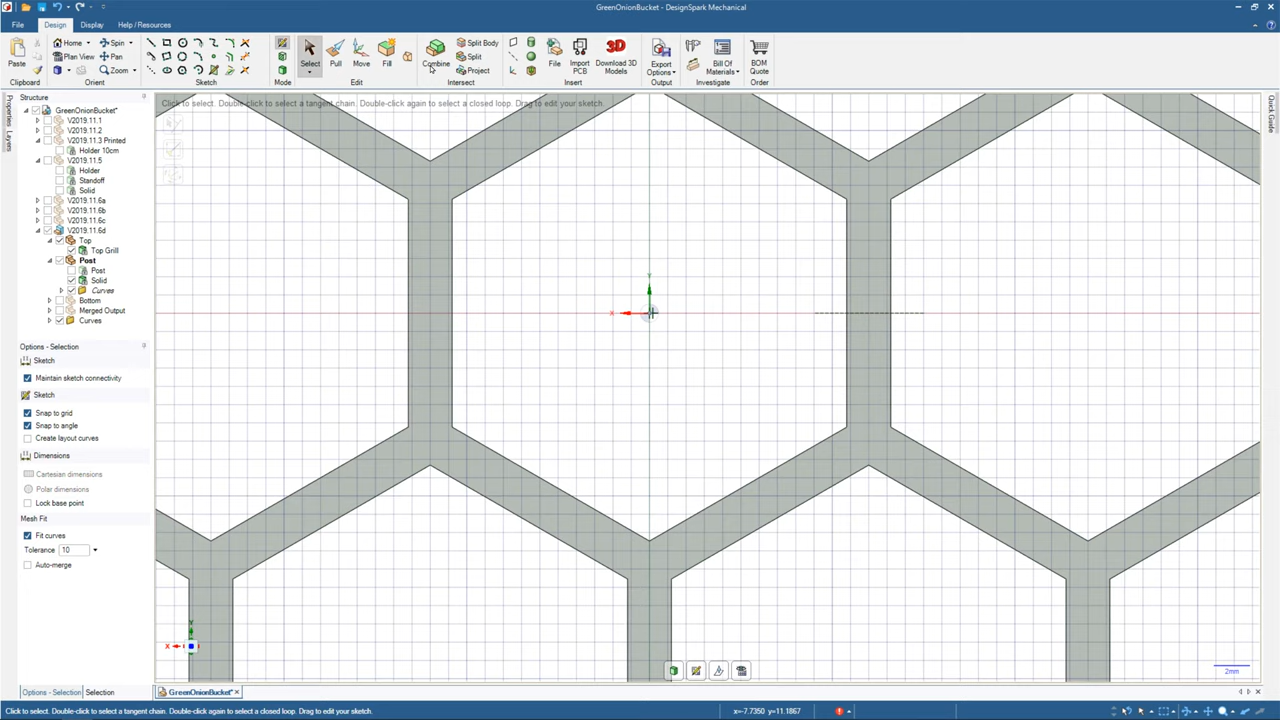 GreenOnionBucket - DesignSpark Mechanical
File Design Display Help / Resources
Paste
Home Spin
Plan View Pan
Zoom
Orient
Sketch
Mode
Select Pull Move Fill
Edit
Combine
Split Body
Split
Project
Intersect
File Import PCB Download 3D Models
Insert
Export Options
Output
Bill Of Materials
Investigate
BOM Quote
Order
Properties
Layers
Quick Guide
Structure
GreenOnionBucket*
V2019.11.1
V2019.11.2
V2019.11.3 Printed
Holder 10cm
V2019.11.5
Holder
Standoff
Solid
V2019.11.6a
V2019.11.6b
V2019.11.6c
V2019.11.6d
Top
Top Grill
Post
Post
Solid
Curves
Bottom
Merged Output
Curves
Options - Selection
Sketch
Maintain sketch connectivity
Sketch
Snap to grid
Snap to angle
Create layout curves
Dimensions
Cartesian dimensions
Polar dimensions
Lock base point
Mesh Fit
Fit curves
Tolerance 10
Auto-merge
Options - Selection Selection
Click to select. Double-click to select a tangent chain. Double-click again to select a closed loop. Drag to edit your sketch.
Y
X
Y
X
2mm
GreenOnionBucket*
Click to select. Double-click to select a tangent chain. Double-click again to select a closed loop. Drag to edit your sketch.
x=-7.7350 y=11.1867